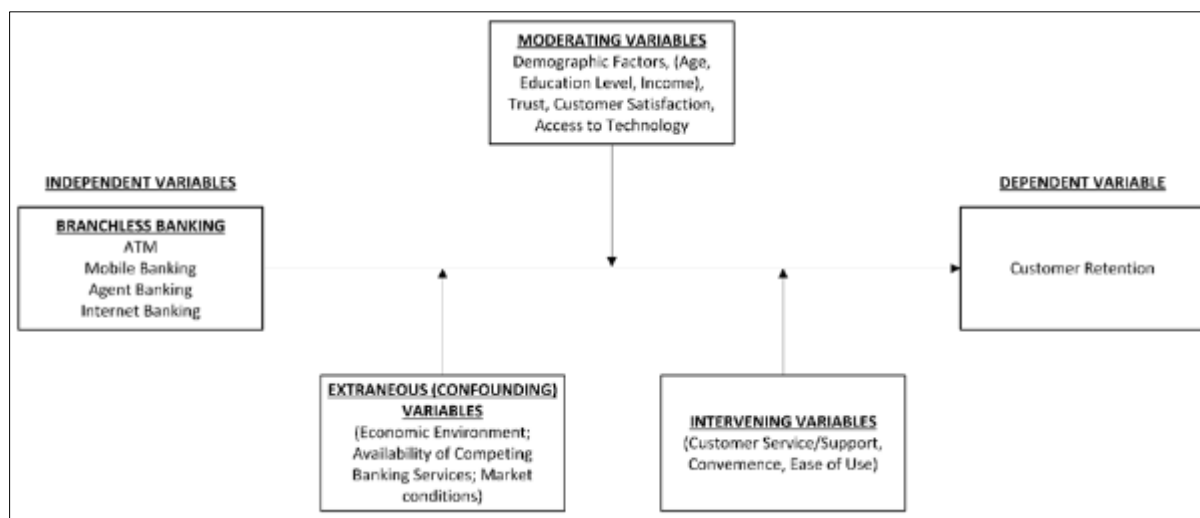 MODERATING VARIABLES
Demographic Factors, (Age,
Education Level, Income),
Trust, Customer Satisfaction,
Access to Technology
INDEPENDENT VARIABLES
DEPENDENT VARIABLE
BRANCHLESS BANKING
ATM
Mobile Banking
Agent Banking
Internet Banking
Customer Retention
EXTRANEOUS (CONFOUNDING)
VARIABLES
(Economic Environment;
Availability of Competing
Banking Services; Market
conditions)
INTERVENING VARIABLES
(Customer Service/Support,
Convemence, Ease of Use)